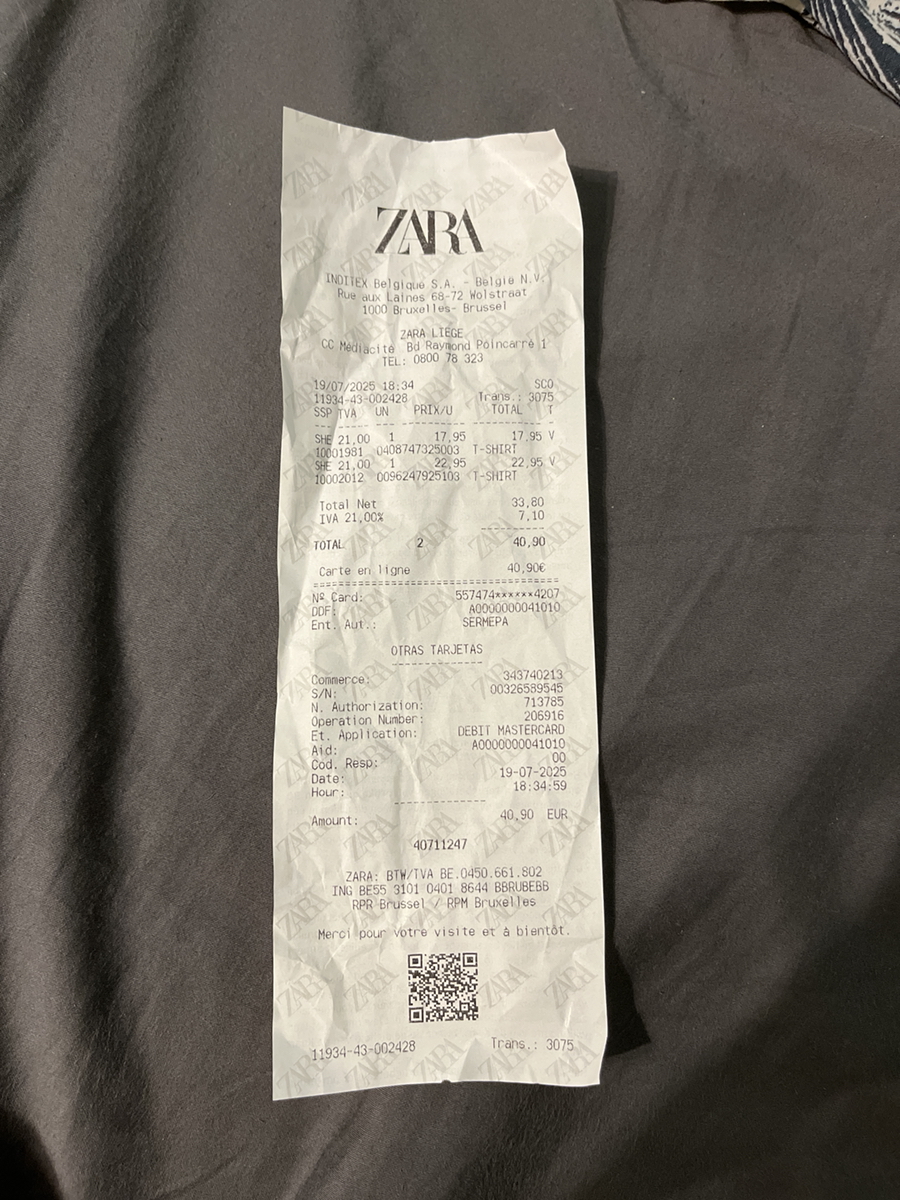 ZARA
INDITEX Belgique S.A. - België N.V.
Rue aux Laines 68-72 Wolstraat
1000 Bruxelles- Brussel
ZARA LIEGE
CC Médiacité Bd Raymond Poincarré 1
TEL: 0800 78 323
19/07/2025 18:34 SCO
11934-43-002428 Trans.: 3075
SSP TVA UN PRIX/U TOTAL T
SHE 21,00 1 17,95 17,95 V
10001981 0408747325003 T-SHIRT
SHE 21,00 1 22,95 22,95 V
10002012 0096247925103 T-SHIRT
Total Net 33,80
IVA 21,00% 7,10
TOTAL 2 40,90
Carte en ligne 40,90€
Nº Card: 557474******4207
DDF: A0000000041010
Ent. Aut.: SERMEPA
OTRAS TARJETAS
Commerce: 343740213
S/N: 00326589545
N. Authorization: 713785
Operation Number: 206916
Et. Application: DEBIT MASTERCARD
Aid: A0000000041010
Cod. Resp: 00
Date: 19-07-2025
Hour: 18:34:59
Amount: 40,90 EUR
40711247
ZARA: BTW/TVA BE.0450.661.802
ING BE55 3101 0401 8644 BBRUBEBB
RPR Brussel / RPM Bruxelles
Merci pour votre visite et à bientôt.
11934-43-002428 Trans.: 3075